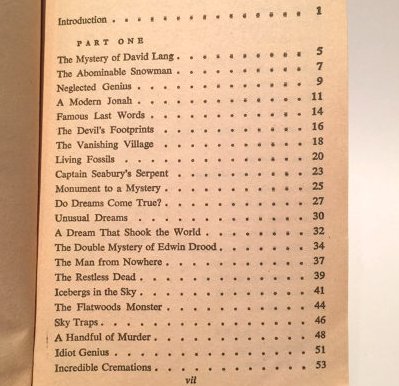 Introduction . . . . . . . . . . 1
PART ONE
The Mystery of David Lang . . . . . . . . . . 5
The Abominable Snowman . . . . . . . . . . 7
Neglected Genius . . . . . . . . . . 9
A Modern Jonah . . . . . . . . . . 11
Famous Last Words . . . . . . . . . . 14
The Devil's Footprints . . . . . . . . . . 16
The Vanishing Village . . . . . . . . . . 18
Living Fossils . . . . . . . . . . 20
Captain Seabury's Serpent . . . . . . . . . . 23
Monument to a Mystery . . . . . . . . . . 25
Do Dreams Come True? . . . . . . . . . . 27
Unusual Dreams . . . . . . . . . . 30
A Dream That Shook the World . . . . . . . . . . 32
The Double Mystery of Edwin Drood . . . . . . . . . . 34
The Man from Nowhere . . . . . . . . . . 37
The Restless Dead . . . . . . . . . . 39
Icebergs in the Sky . . . . . . . . . . 41
The Flatwoods Monster . . . . . . . . . . 44
Sky Traps . . . . . . . . . . 46
A Handful of Murder . . . . . . . . . . 48
Idiot Genius . . . . . . . . . . 51
Incredible Cremations . . . . . . . . . . 53
vii